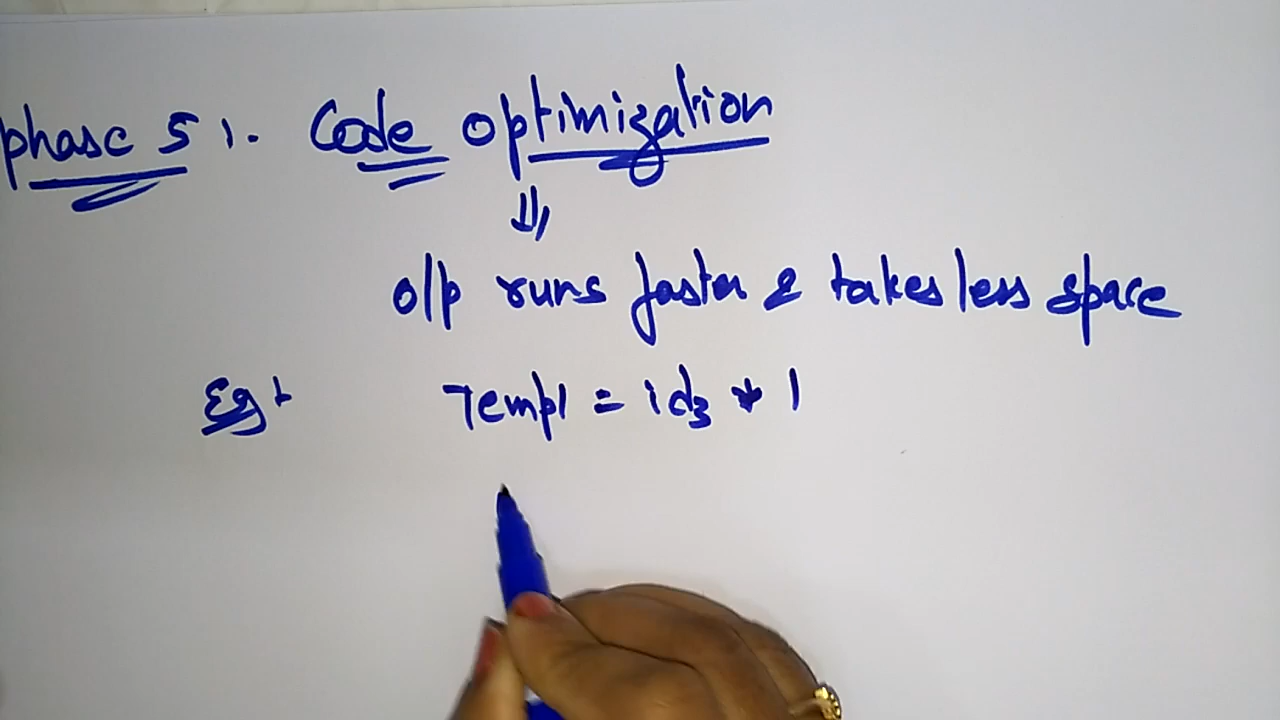 phase 5:- Code optimization
o/p runs faster & takes less space
Eg:
Temp1 = id3 * 1